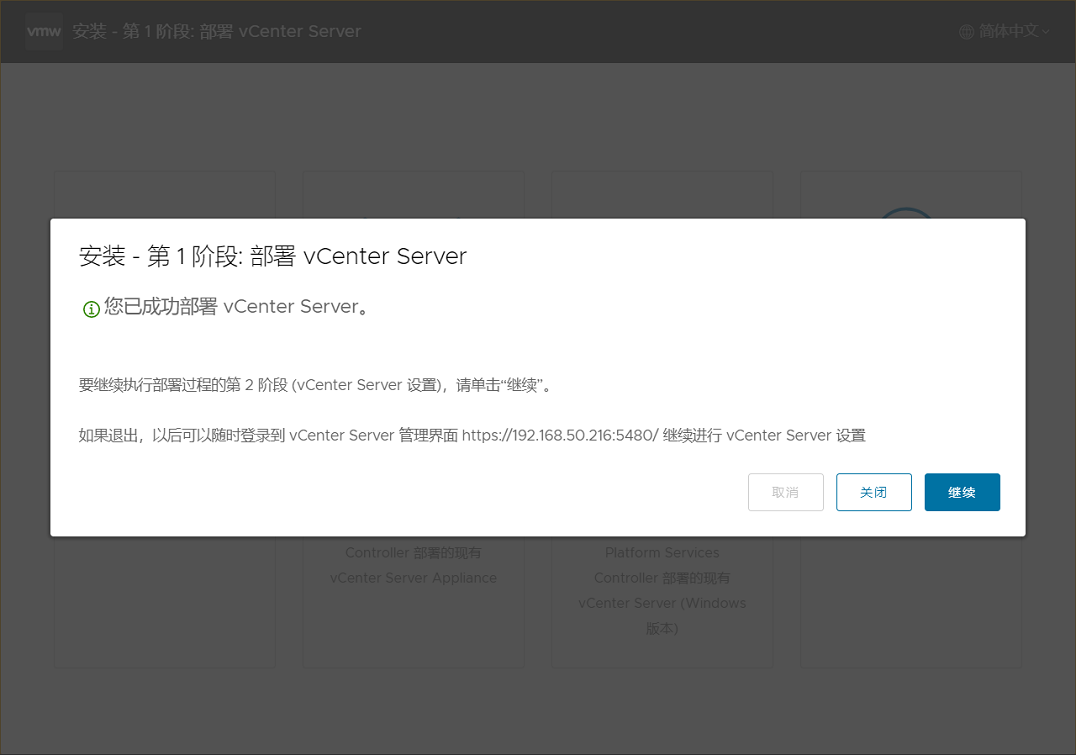 vmw 安装 - 第 1 阶段: 部署 vCenter Server
简体中文
安装 - 第 1 阶段: 部署 vCenter Server
您已成功部署 vCenter Server。
要继续执行部署过程的第 2 阶段 (vCenter Server 设置)，请单击“继续”。
如果退出，以后可以随时登录到 vCenter Server 管理界面 https://192.168.50.216:5480/ 继续进行 vCenter Server 设置
取消 关闭 继续
Controller 部署的现有
vCenter Server Appliance
Platform Services
Controller 部署的现有
vCenter Server (Windows
版本)